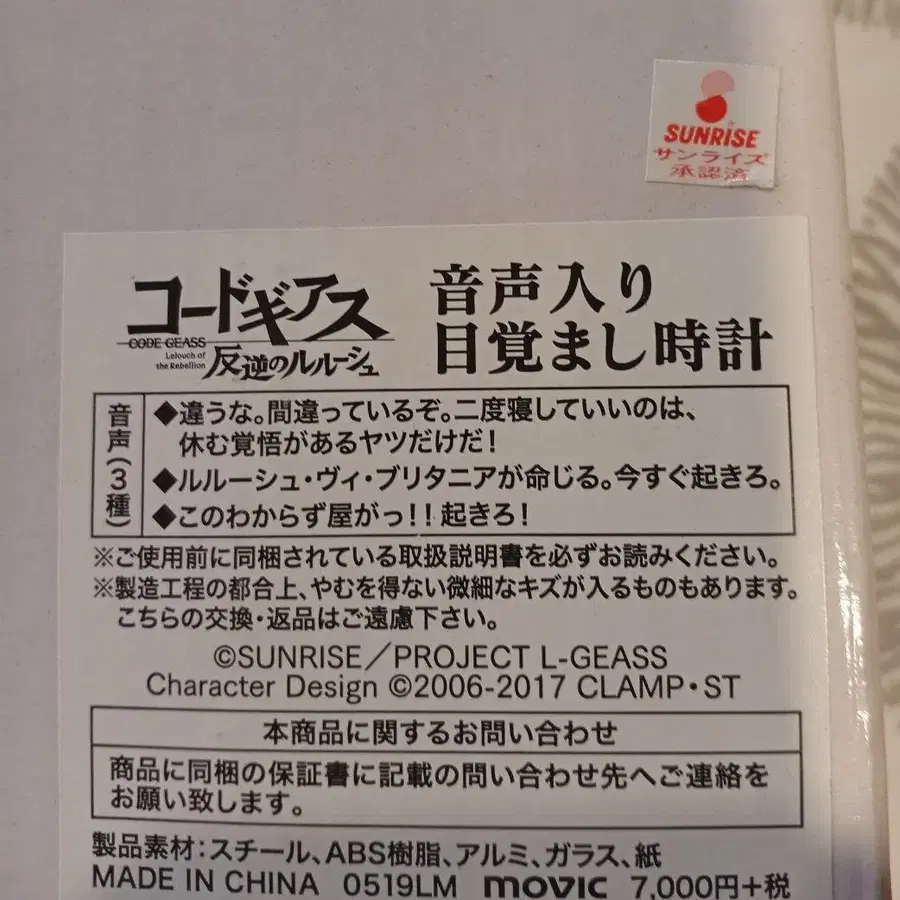 SUNRISE
サンライズ
承認済
コードギアス
CODE GEASS
Lelouch of
the Rebellion
反逆のルルーシュ
音声入り
目覚まし時計
音声(3種)
◆違うな。間違っているぞ。二度寝していいのは、
休む覚悟があるヤツだけだ!
◆ルルーシュ・ヴィ・ブリタニアが命じる。今すぐ起きろ。
◆このわからず屋がっ!!起きろ!
※ご使用前に同梱されている取扱説明書を必ずお読みください。
※製造工程の都合上、やむを得ない微細なキズが入るものもあります。
こちらの交換・返品はご遠慮下さい。
©SUNRISE/PROJECT L-GEASS
Character Design ©2006-2017 CLAMP・ST
本商品に関するお問い合わせ
商品に同梱の保証書に記載の問い合わせ先へご連絡を
お願い致します。
製品素材:スチール、ABS樹脂、アルミ、ガラス、紙
MADE IN CHINA 0519LM movic 7,000円+税